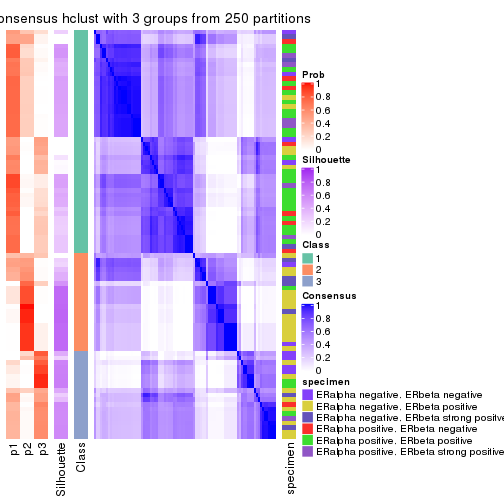 onsensus hclust with 3 groups from 250 partitions
Prob
1
0.8
0.6
0.4
0.2
0
Silhouette
1
0.8
0.6
0.4
0.2
0
Class
1
2
3
Consensus
1
0.8
0.6
0.4
0.2
0
specimen
ERalpha negative. ERbeta negative
ERalpha negative. ERbeta positive
ERalpha negative. ERbeta strong positive
ERalpha positive. ERbeta negative
ERalpha positive. ERbeta positive
ERalpha positive. ERbeta strong positive
p1
p2
p3
Silhouette
Class
specimen